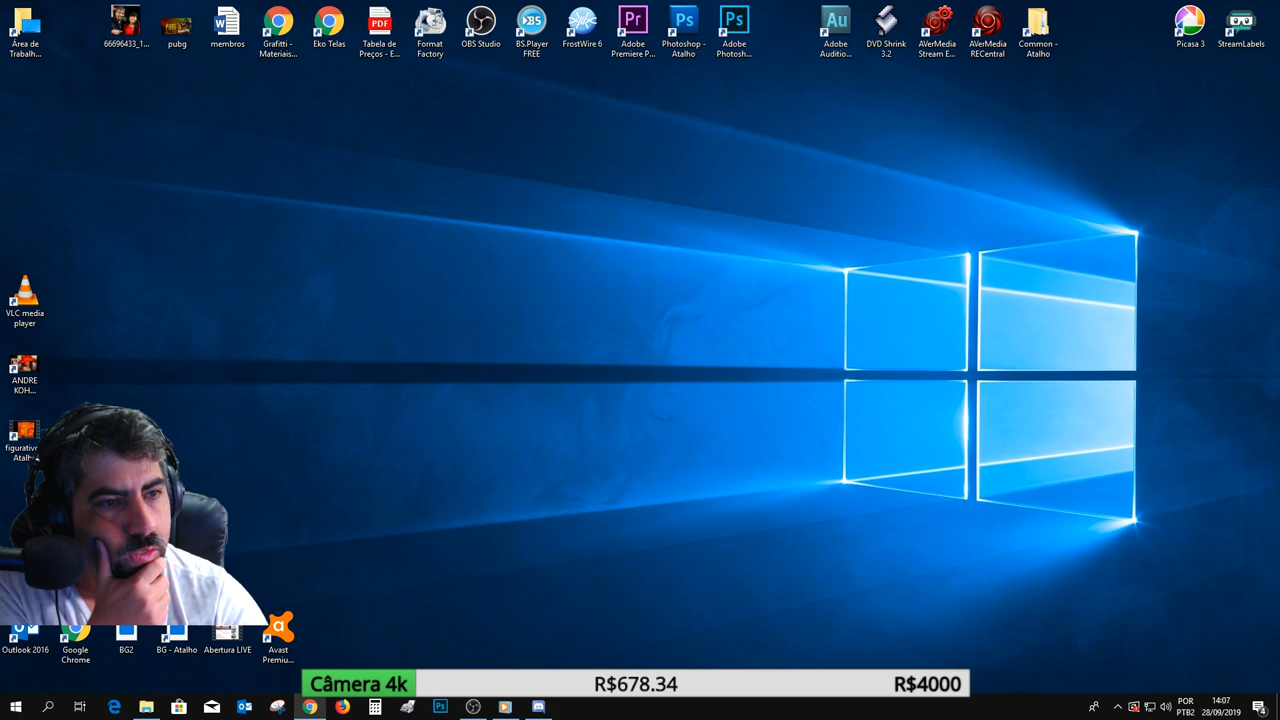 Área de
Trabalh...
66696433_1...
pubg
membros
Grafitti -
Materiais...
Eko Telas
Tabela de
Preços - E...
Format
Factory
OBS Studio
BS.Player
FREE
FrostWire 6
Adobe
Premiere P...
Photoshop -
Atalho
Adobe
Photosh...
Adobe
Auditio...
DVD Shrink
3.2
AVerMedia
Stream E...
AVerMedia
RECentral
Common -
Atalho
Picasa 3
StreamLabels
VLC media
player
ANDRE
KOH...
figurative
Atalh
Outlook 2016
Google
Chrome
BG2
BG - Atalho
Abertura LIVE
Avast
Premiu...
Câmera 4k
R$678.34
R$4000
POR
PTB2
14:07
28/09/2019
4